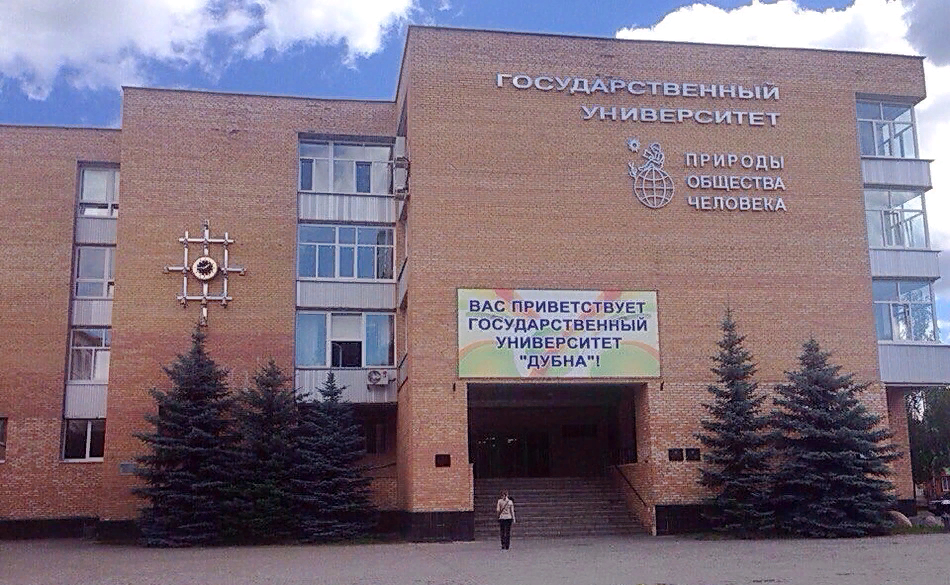 ГОСУДАРСТВЕННЫЙ
УНИВЕРСИТЕТ
ПРИРОДЫ
ОБЩЕСТВА
ЧЕЛОВЕКА
ВАС ПРИВЕТСТВУЕТ
ГОСУДАРСТВЕННЫЙ
УНИВЕРСИТЕТ
"ДУБНА"!